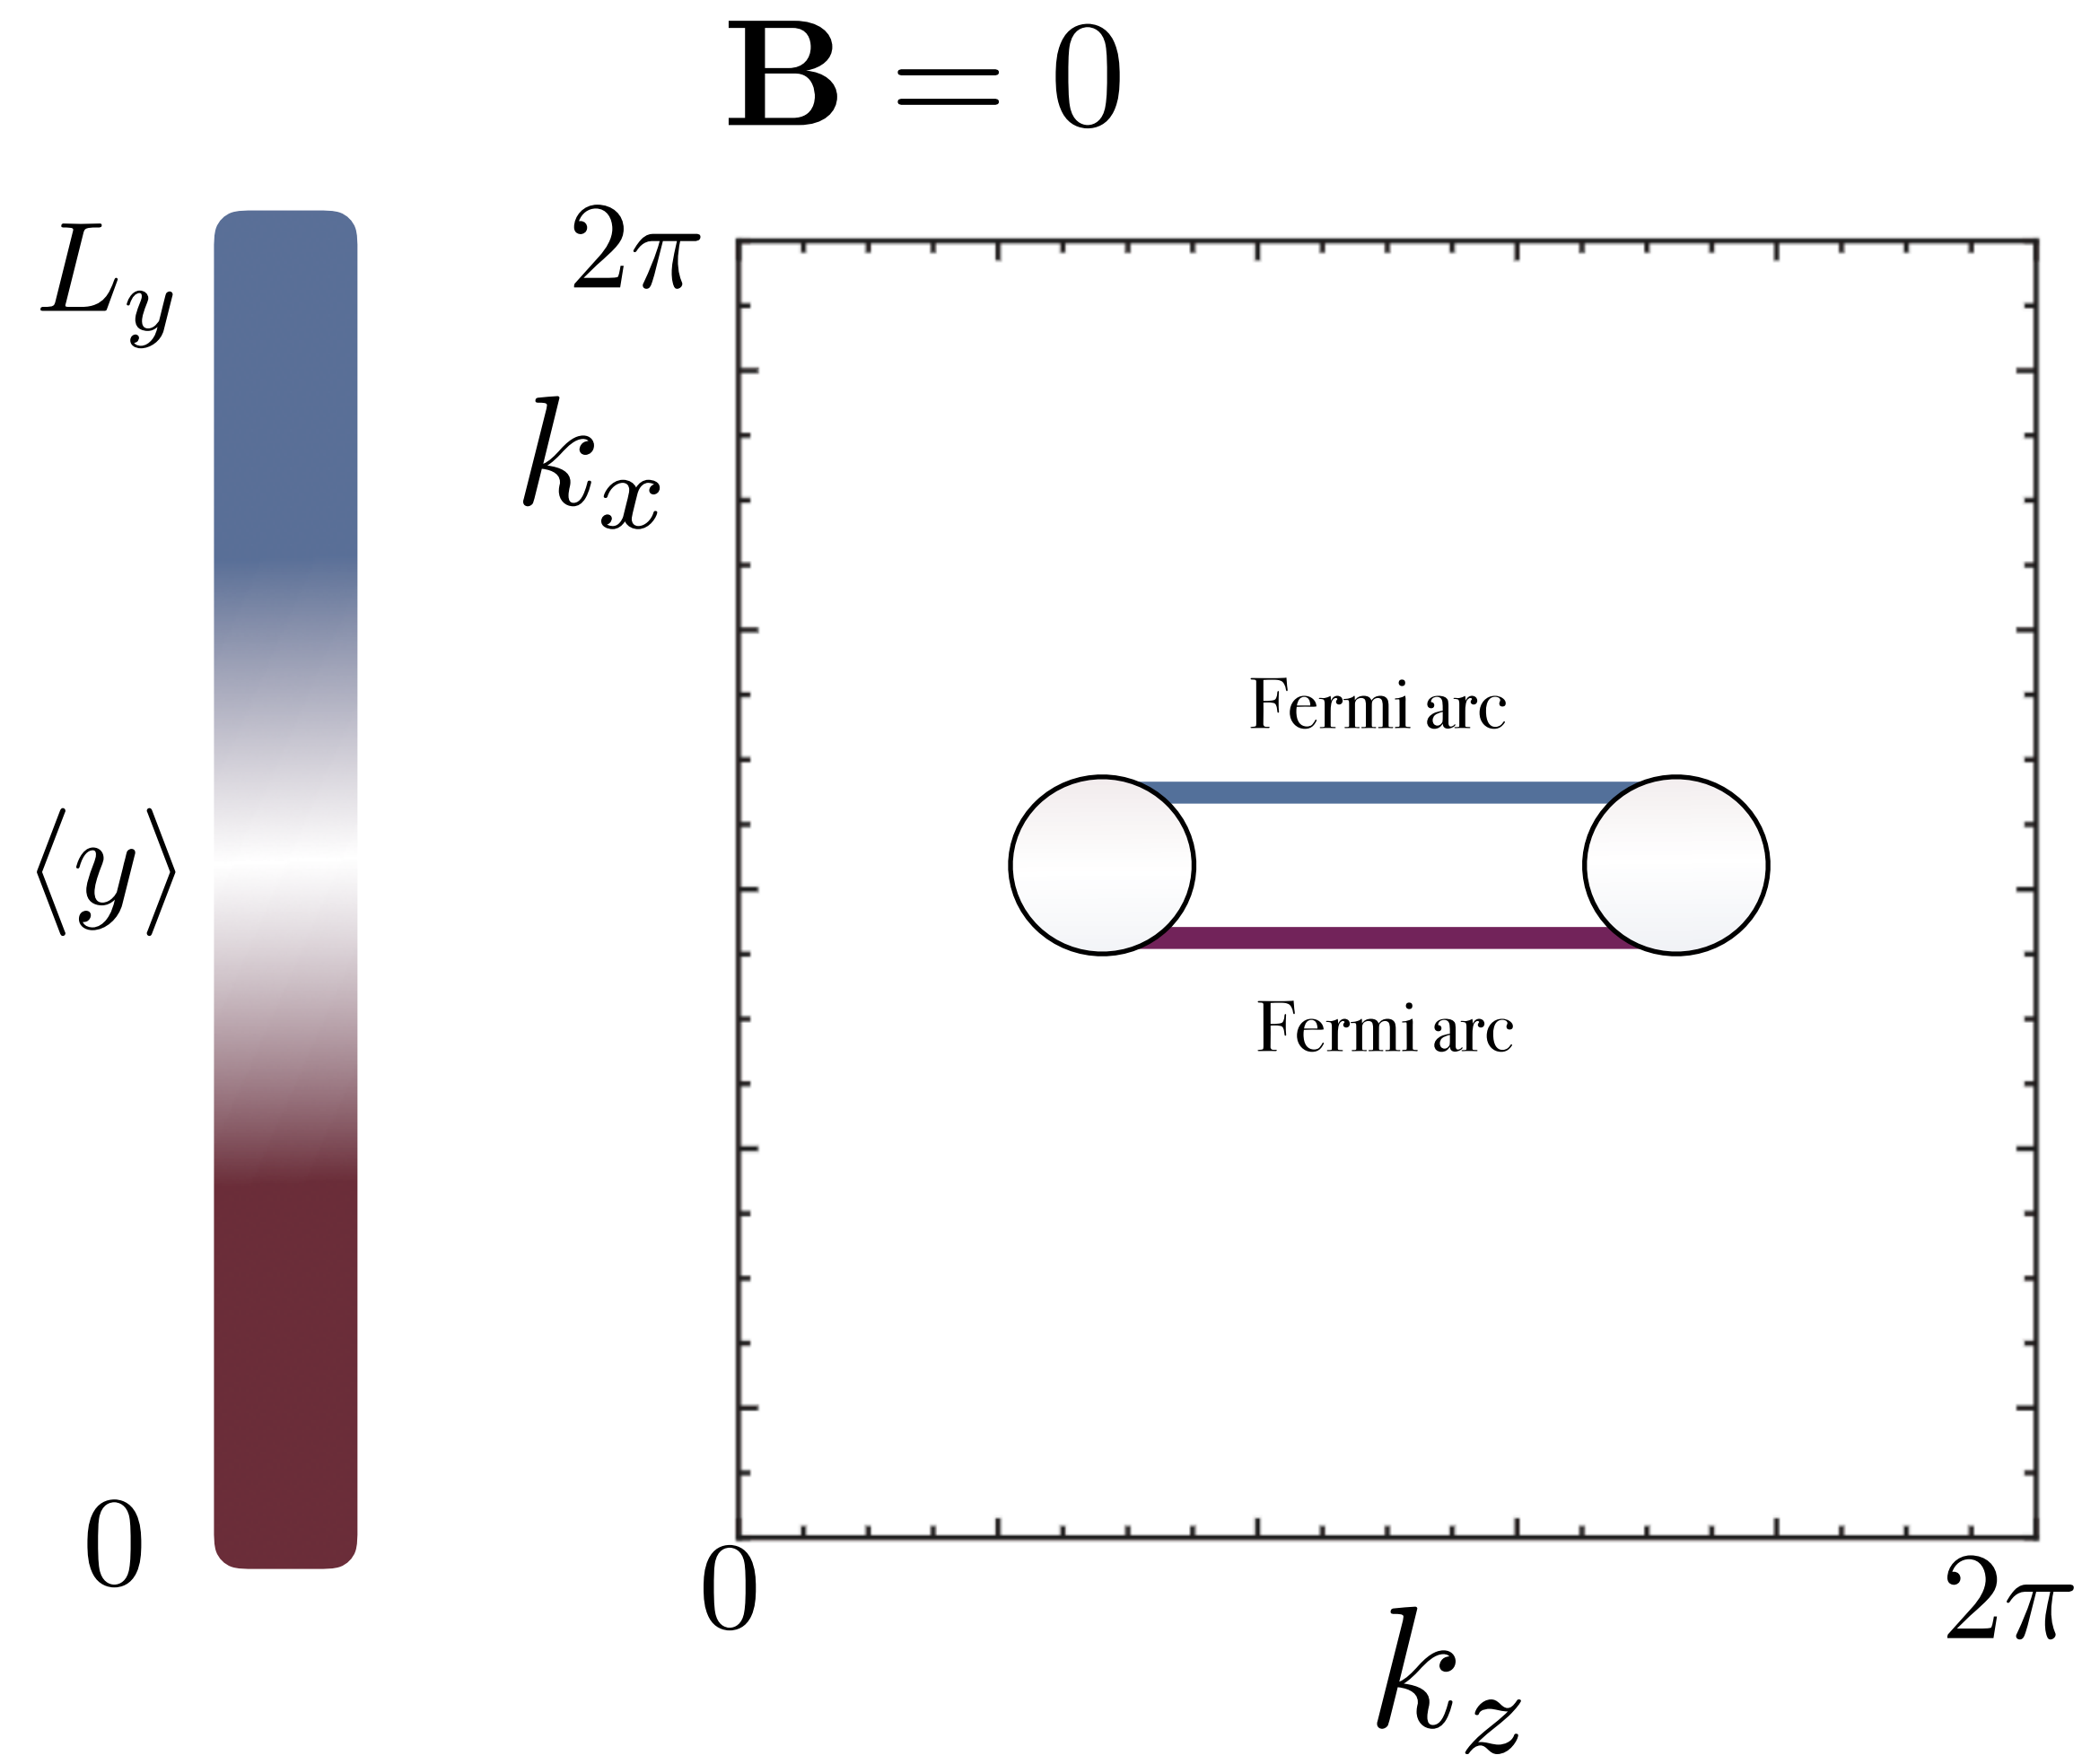 B = 0
L_y
⟨y⟩
0
2π
k_x
Fermi arc
Fermi arc
0
2π
k_z